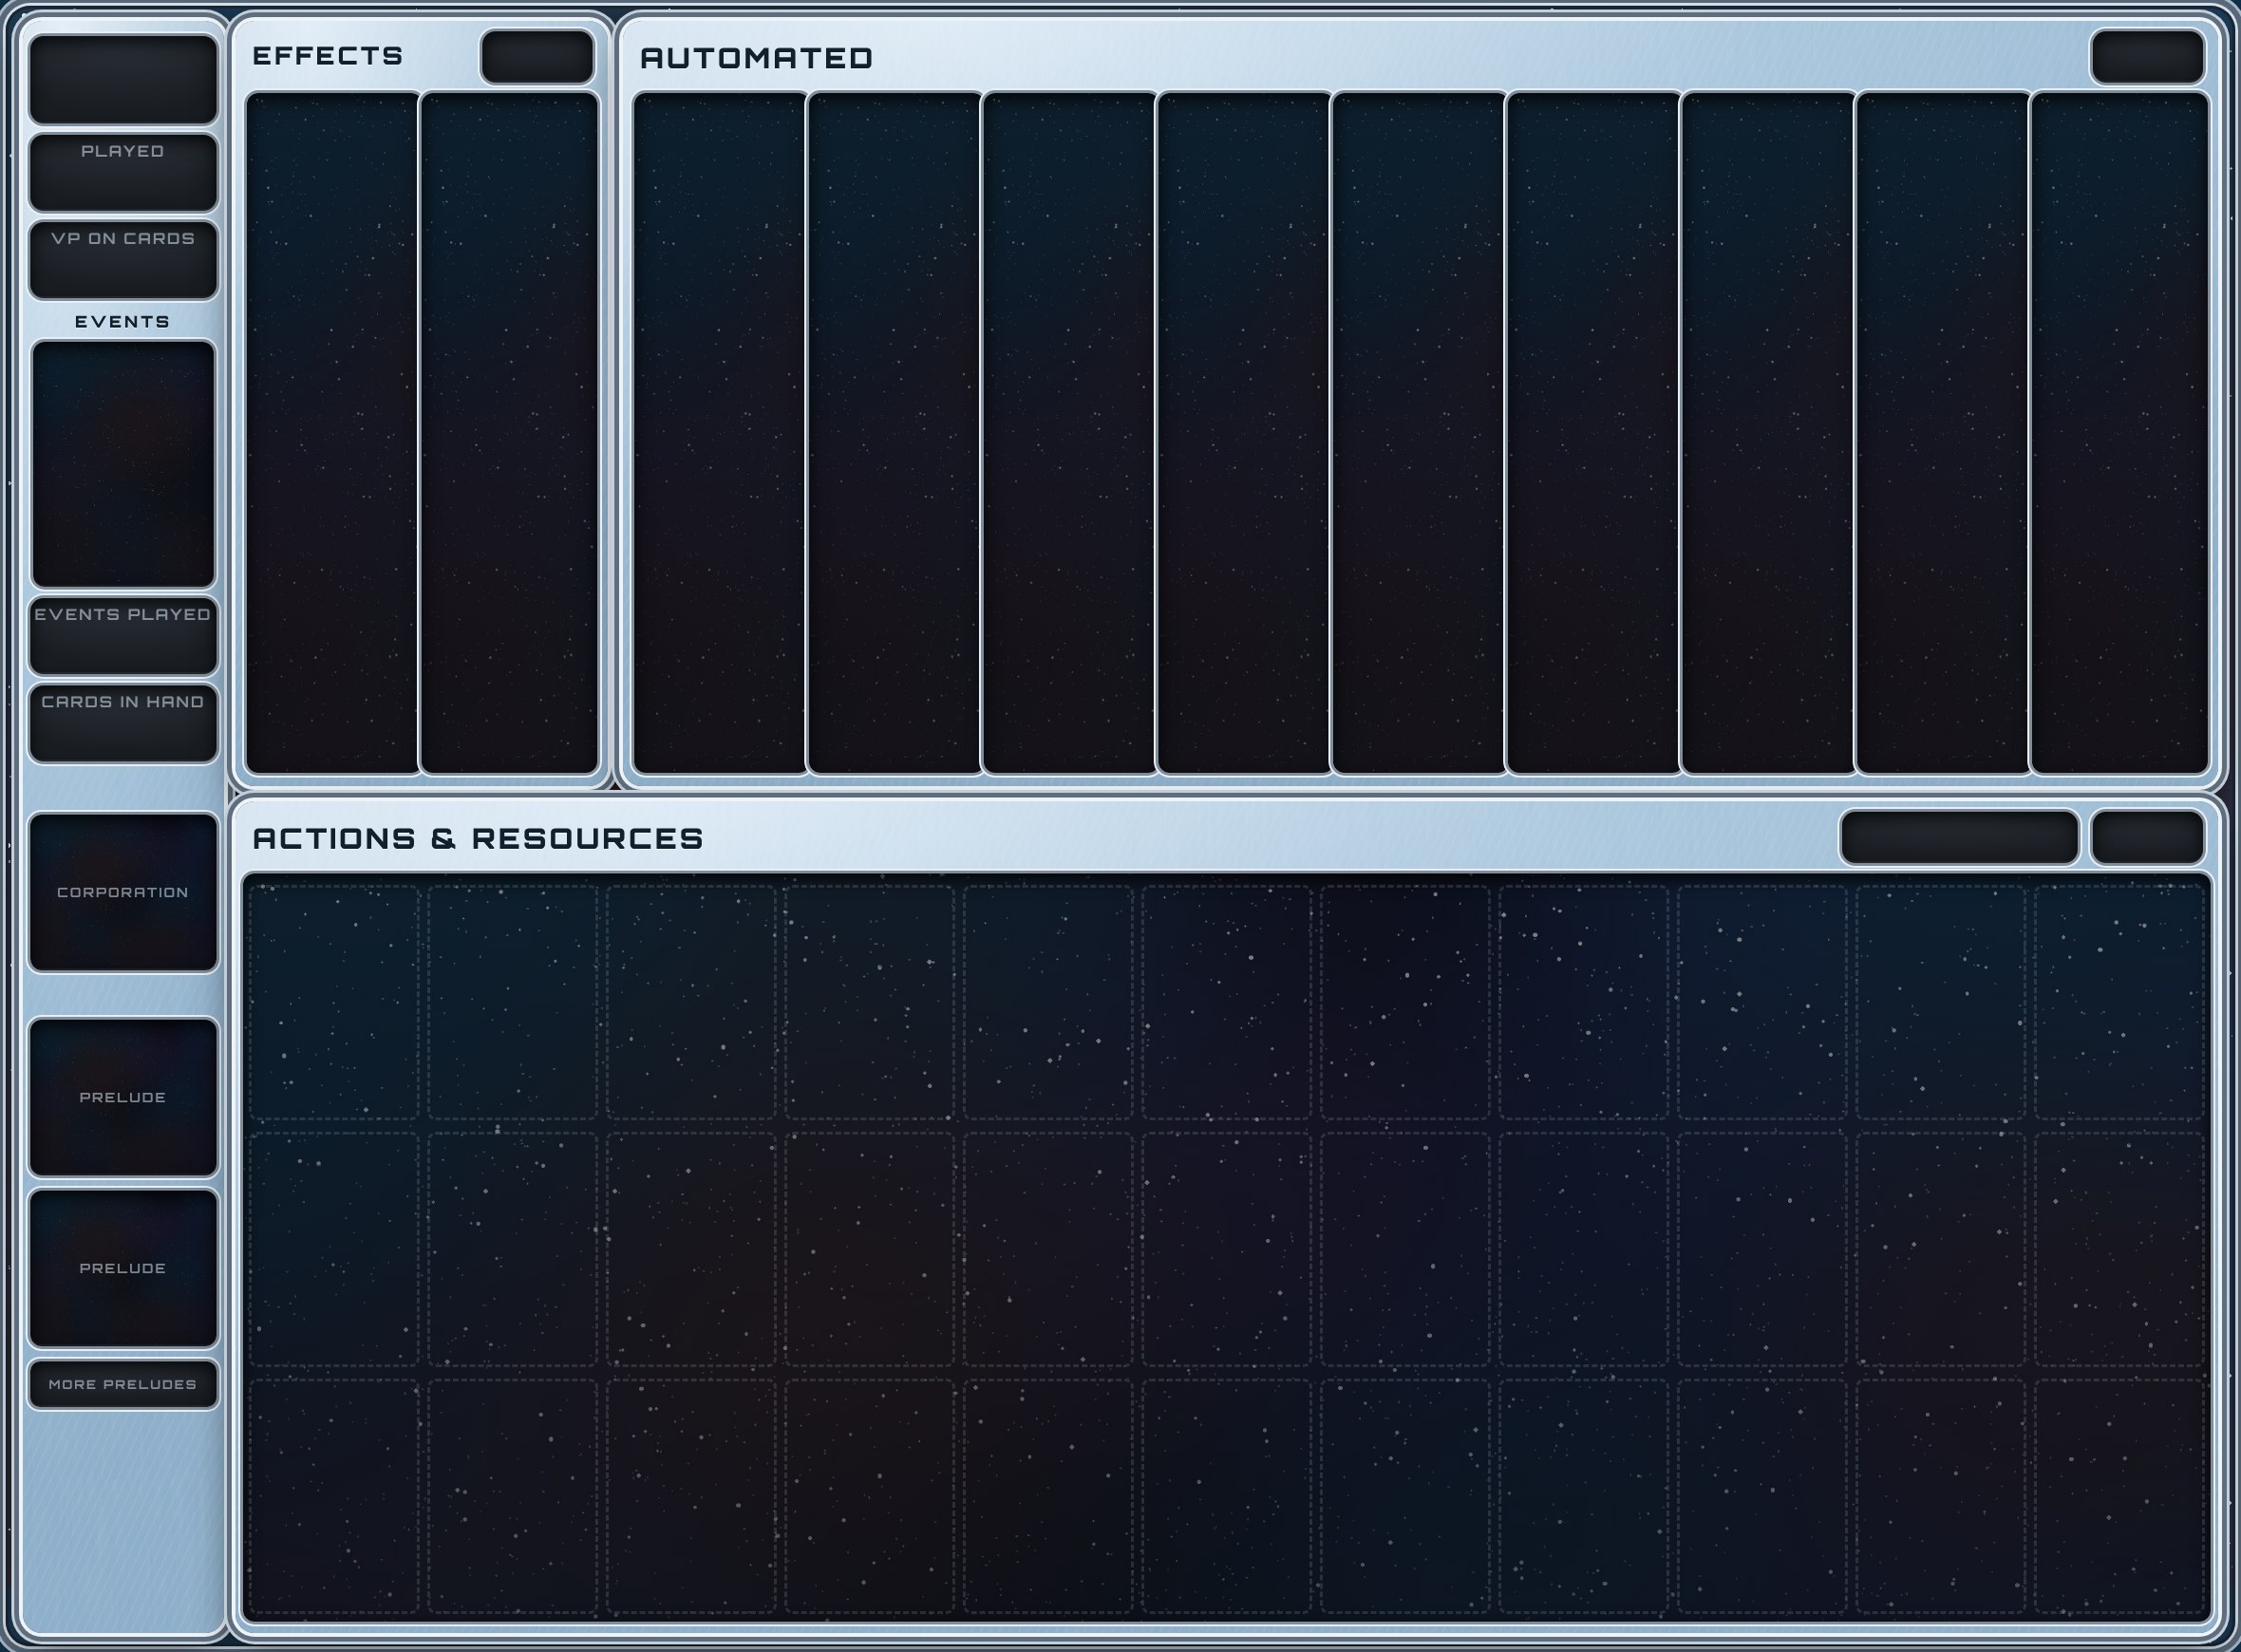 EFFECTS
AUTOMATED
PLAYED
VP ON CARDS
EVENTS
EVENTS PLAYED
CARDS IN HAND
ACTIONS & RESOURCES
CORPORATION
PRELUDE
PRELUDE
MORE PRELUDES